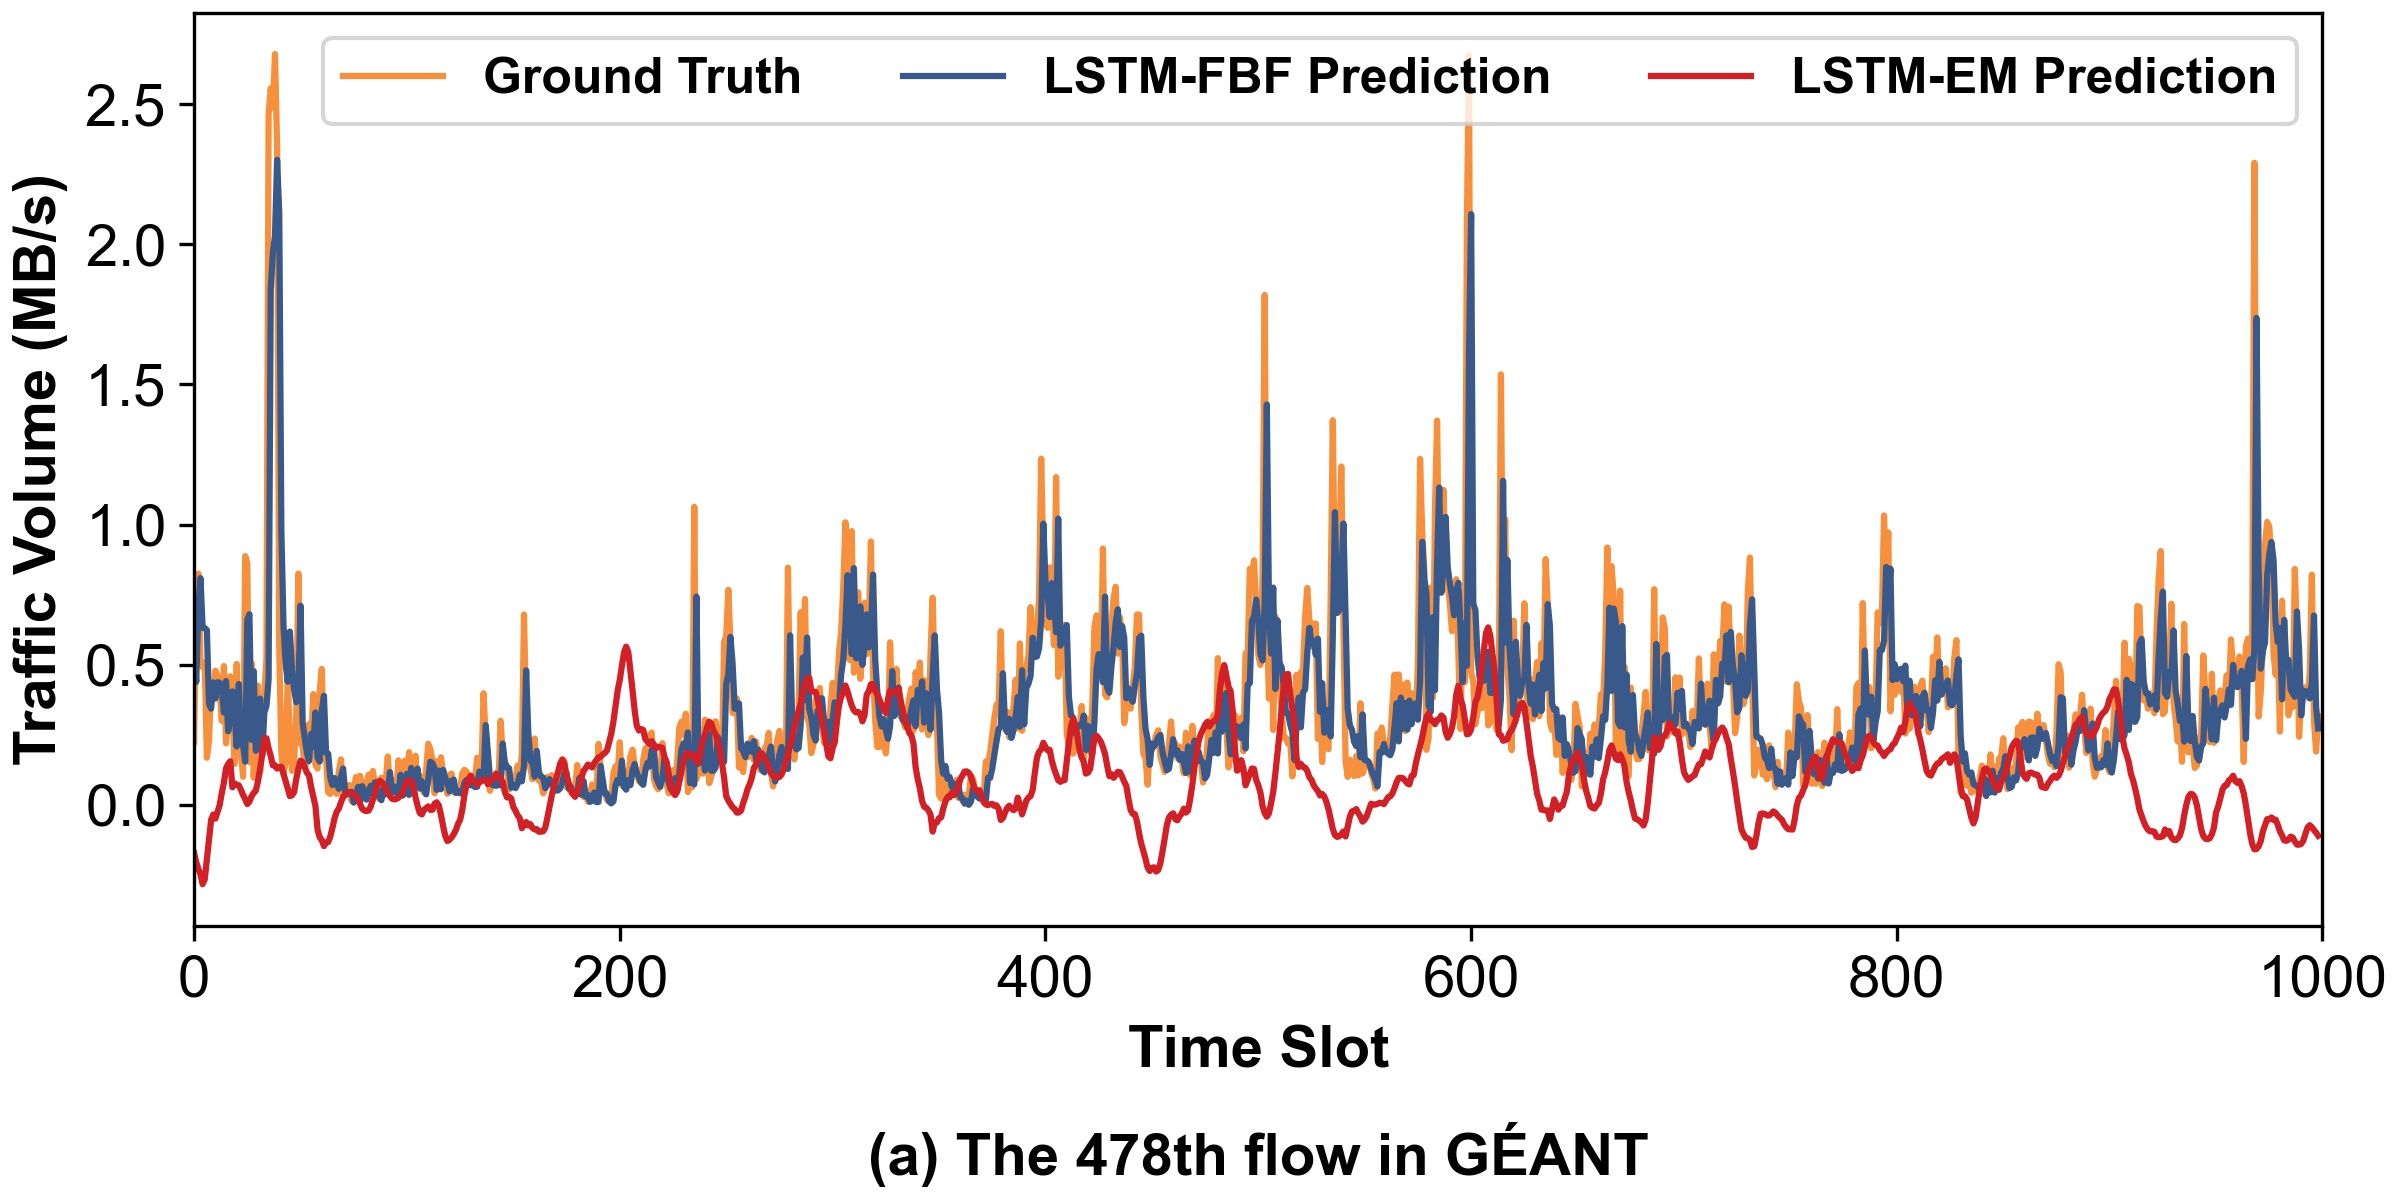 Ground Truth LSTM-FBF Prediction LSTM-EM Prediction
Traffic Volume (MB/s)
2.5
2.0
1.5
1.0
0.5
0.0
0 200 400 600 800 1000
Time Slot
(a) The 478th flow in GÉANT